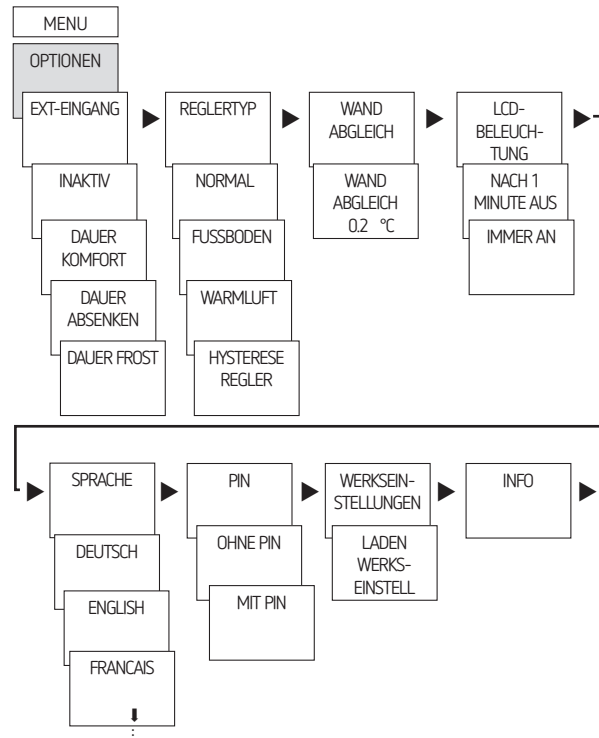 MENU
OPTIONEN
EXT-EINGANG
INAKTIV
DAUER
KOMFORT
DAUER
ABSENKEN
DAUER FROST
REGLERTYP
NORMAL
FUSSBODEN
WARMLUFT
HYSTERESE
REGLER
WAND
ABGLEICH
WAND
ABGLEICH
0.2 °C
LCD-
BELEUCH-
TUNG
NACH 1
MINUTE AUS
IMMER AN
SPRACHE
DEUTSCH
ENGLISH
FRANCAIS
PIN
OHNE PIN
MIT PIN
WERKSEIN-
STELLUNGEN
LADEN
WERKS-
EINSTELL
INFO